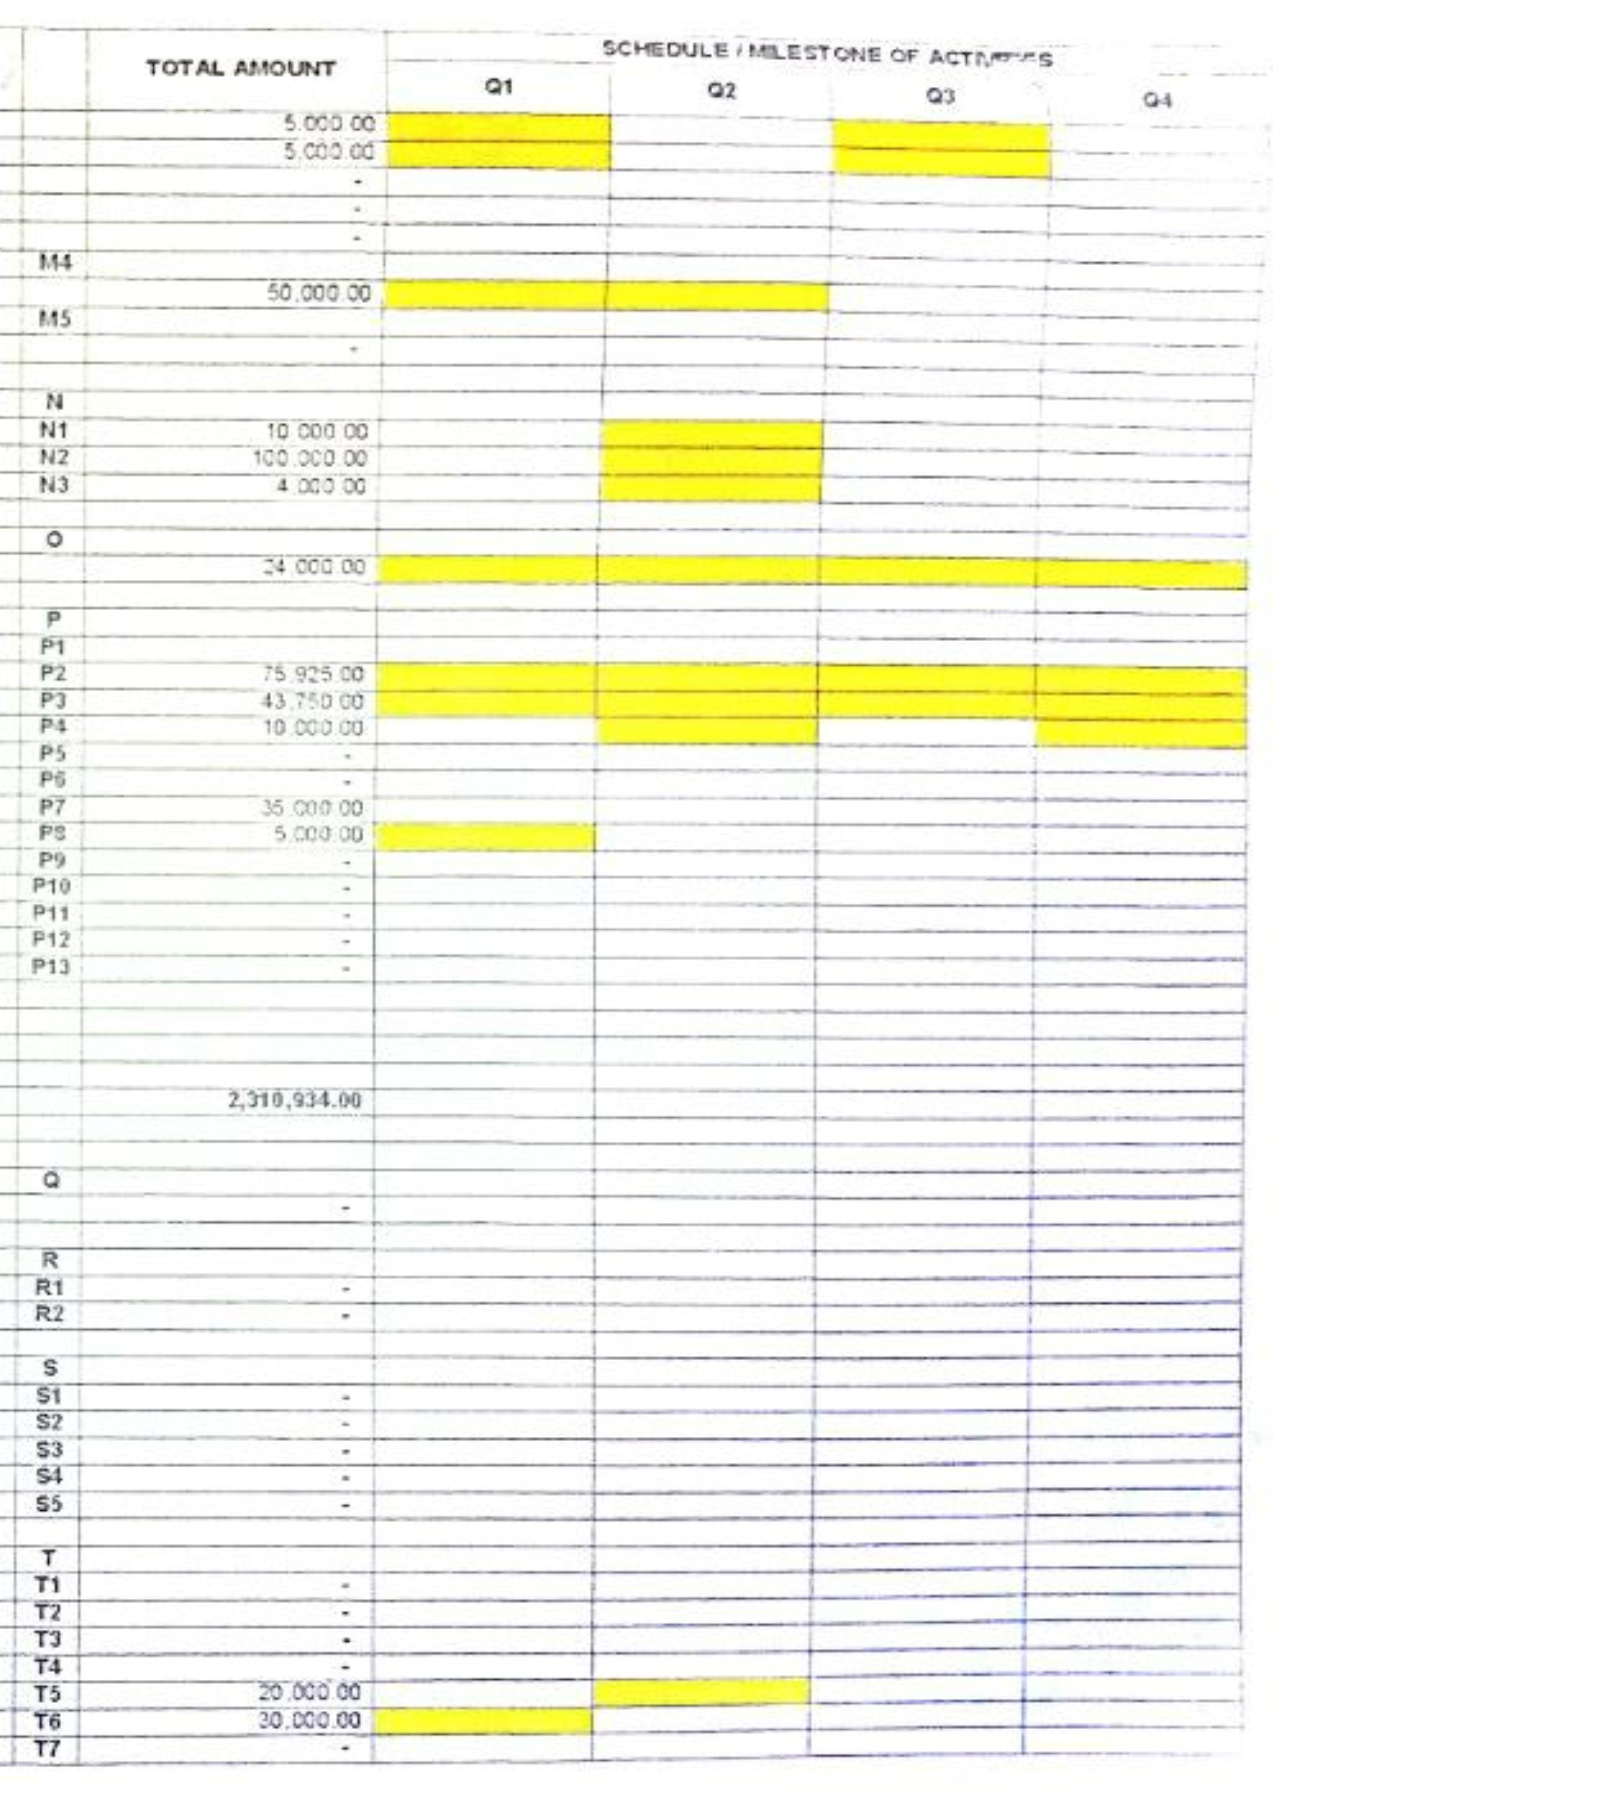 SCHEDULE / MILESTONE OF ACTIVITIES
TOTAL AMOUNT
Q1 Q2 Q3 Q4
5,000.00
5,000.00
-
-
-
M4
50,000.00
M5
-
N
N1 10,000.00
N2 100,000.00
N3 4,000.00
O
24,000.00
P
P1
P2 75,925.00
P3 43,750.00
P4 10,000.00
P5 -
P6 -
P7 35,000.00
P8 5,000.00
P9 -
P10 -
P11 -
P12 -
P13 -
2,310,934.00
Q
-
R
R1 -
R2 -
S
S1 -
S2 -
S3 -
S4 -
S5 -
T
T1 -
T2 -
T3 -
T4 -
T5 20,000.00
T6 30,000.00
T7 -